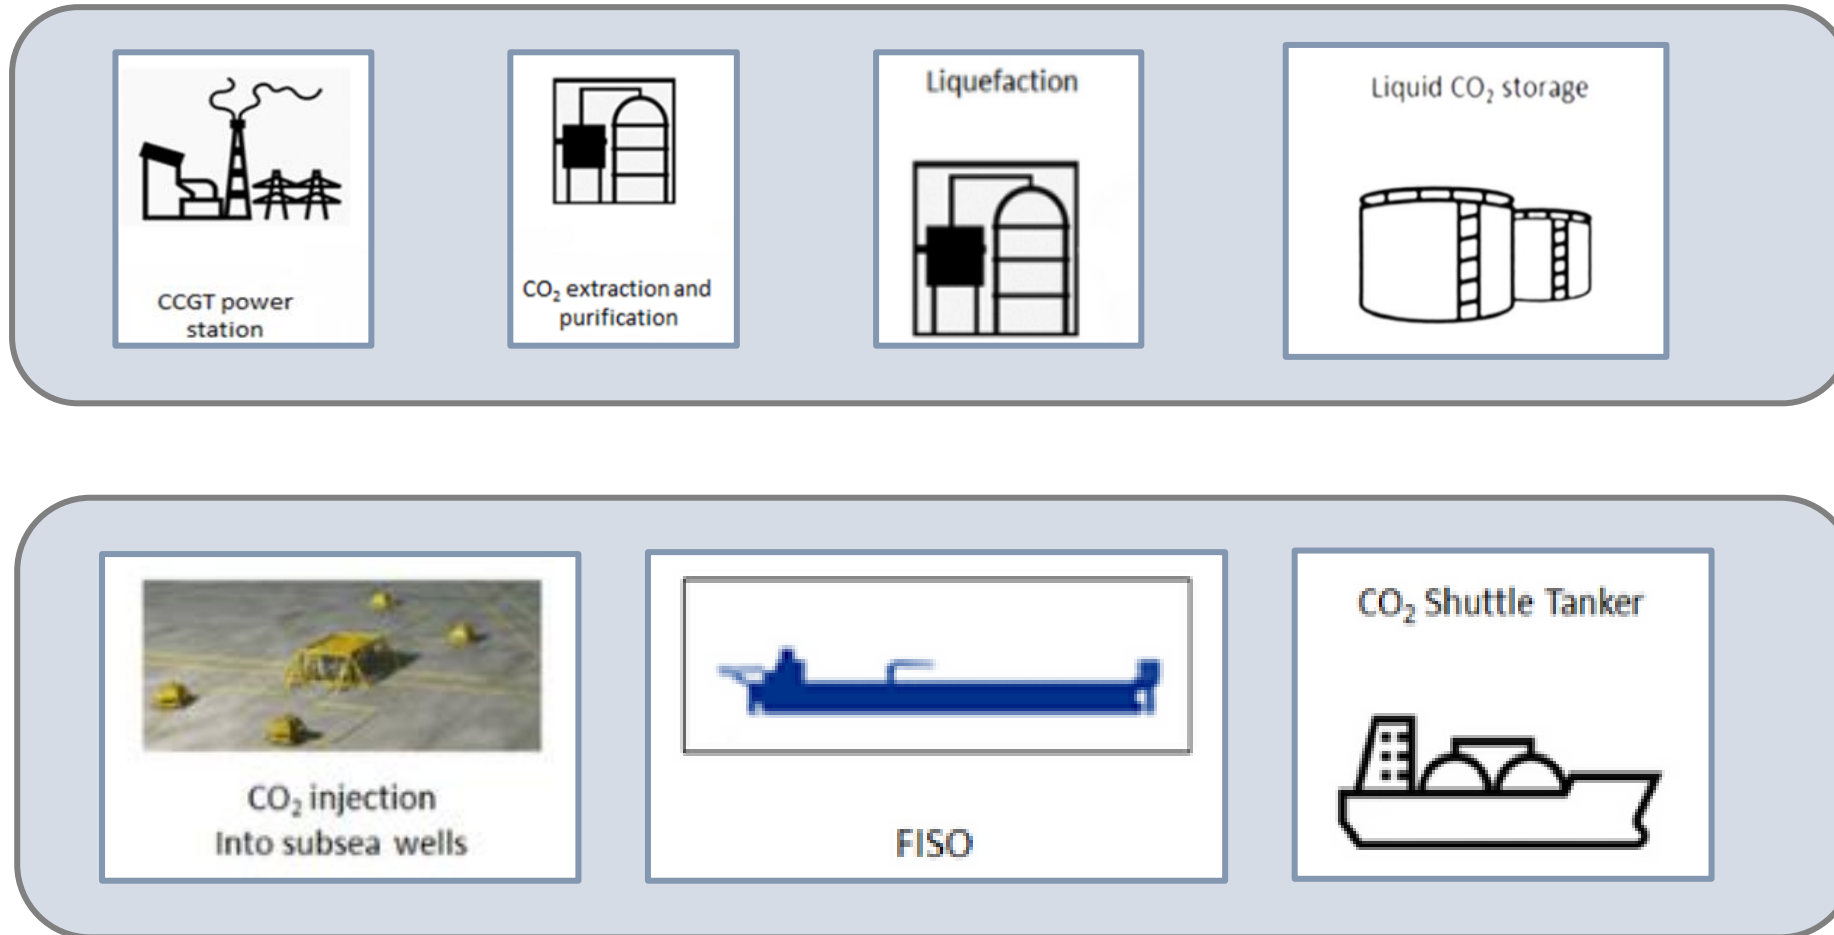 CCGT power
station
CO₂ extraction and
purification
Liquefaction
Liquid CO₂ storage
CO₂ injection
Into subsea wells
FISO
CO₂ Shuttle Tanker